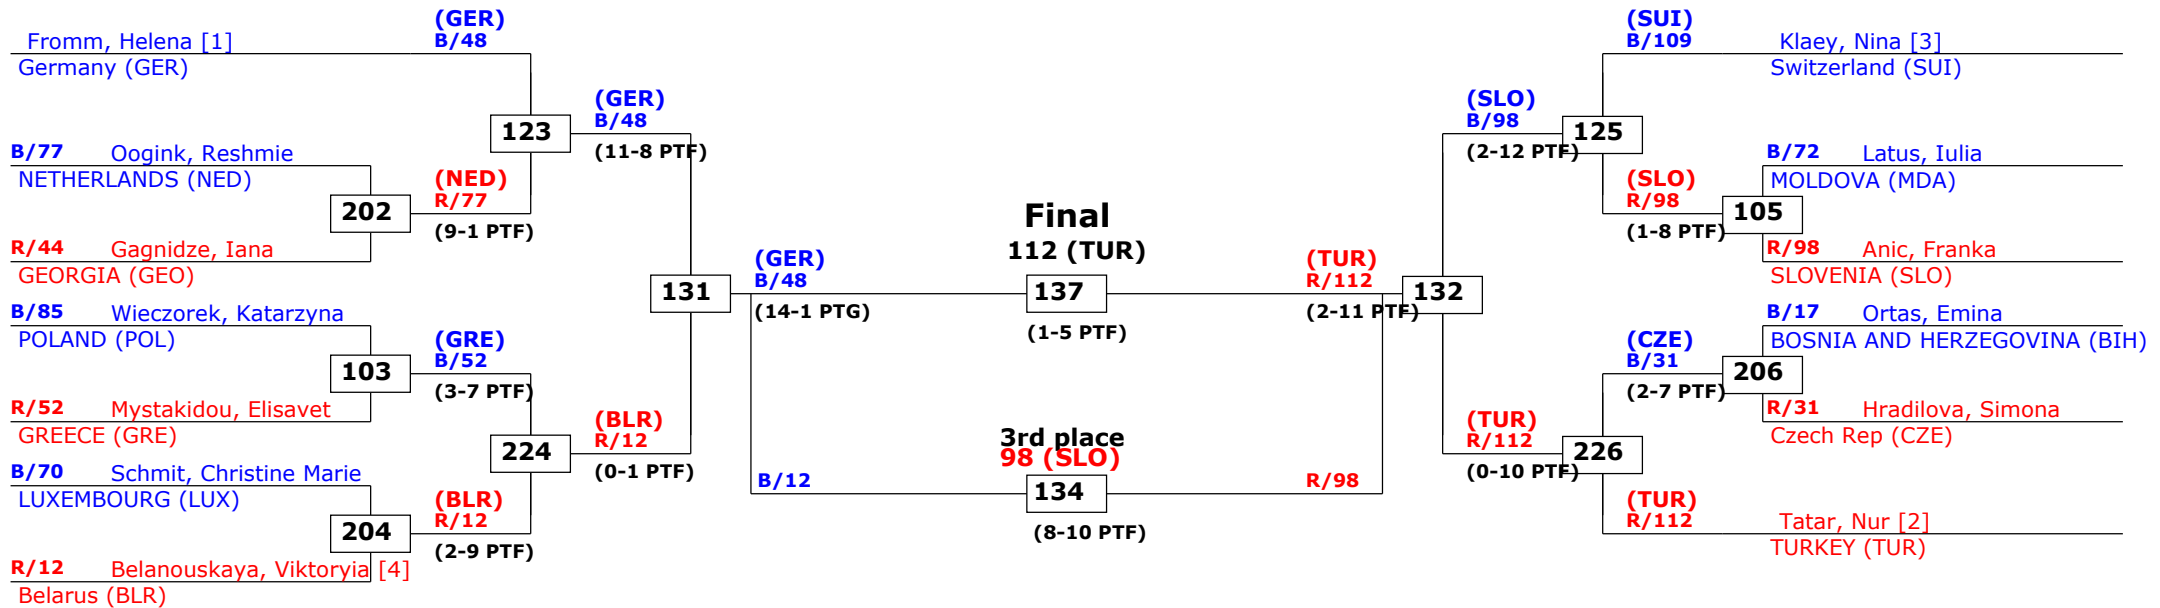 (GER)
B/48
Fromm, Helena [1]
Germany (GER)
B/77 Oogink, Reshmie
NETHERLANDS (NED)
R/44 Gagnidze, Iana
GEORGIA (GEO)
B/85 Wieczorek, Katarzyna
POLAND (POL)
R/52 Mystakidou, Elisavet
GREECE (GRE)
B/70 Schmit, Christine Marie
LUXEMBOURG (LUX)
R/12 Belanouskaya, Viktoryia [4]
Belarus (BLR)
202
103
204
(NED)
R/77
(9-1 PTF)
(GRE)
B/52
(3-7 PTF)
(BLR)
R/12
(2-9 PTF)
123
224
(GER)
B/48
(11-8 PTF)
(BLR)
R/12
(0-1 PTF)
131
(GER)
B/48
(14-1 PTG)
B/12
Final
112 (TUR)
137
(1-5 PTF)
3rd place
98 (SLO)
134
(8-10 PTF)
(TUR)
R/112
(2-11 PTF)
R/98
132
(SLO)
B/98
(2-12 PTF)
(TUR)
R/112
(0-10 PTF)
125
226
(SUI)
B/109
(SLO)
R/98
(1-8 PTF)
(CZE)
B/31
(2-7 PTF)
(TUR)
R/112
105
206
Klaey, Nina [3]
Switzerland (SUI)
B/72 Latus, Iulia
MOLDOVA (MDA)
R/98 Anic, Franka
SLOVENIA (SLO)
B/17 Ortas, Emina
BOSNIA AND HERZEGOVINA (BIH)
R/31 Hradilova, Simona
Czech Rep (CZE)
Tatar, Nur [2]
TURKEY (TUR)